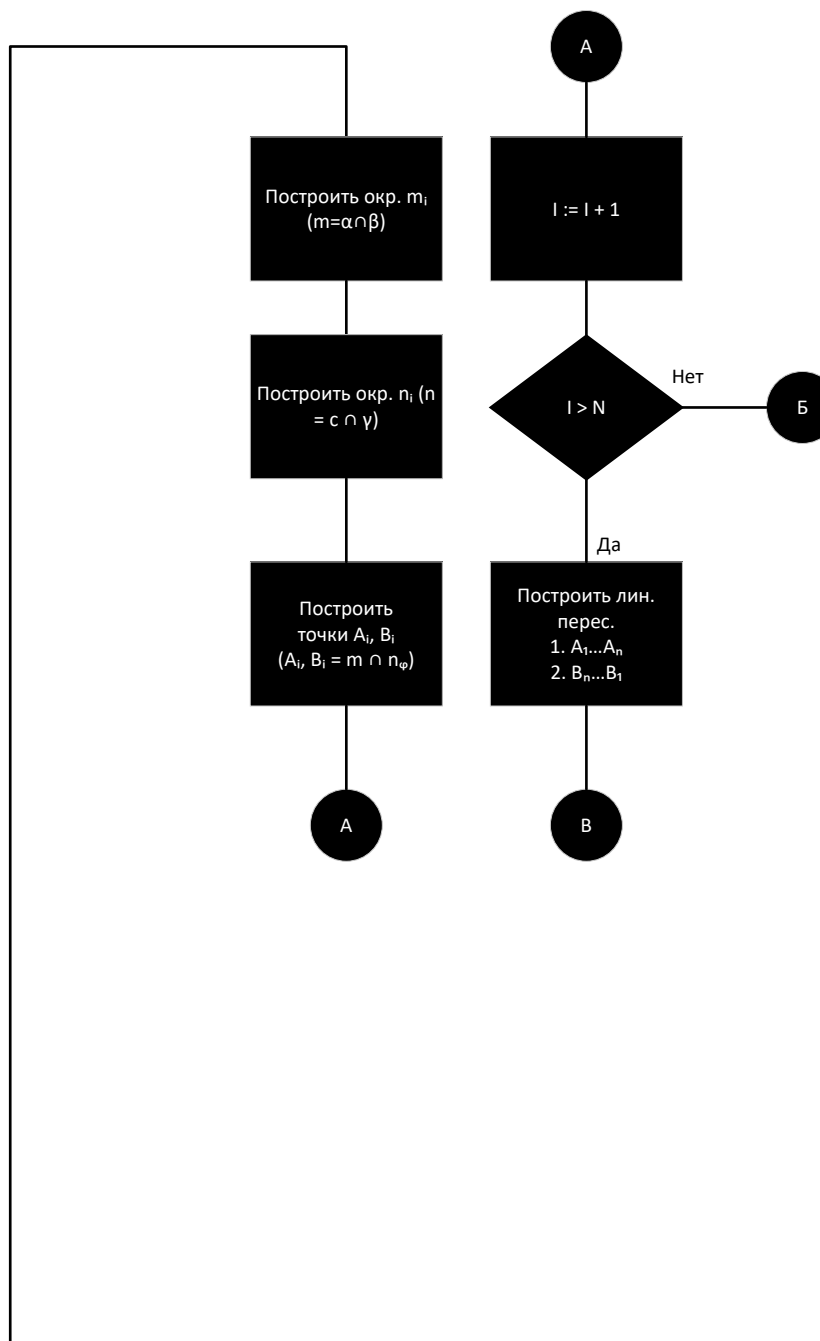 Построить окр. mᵢ
(m=α∩β)
Построить окр. nᵢ (n
= c ∩ γ)
Построить
точки Aᵢ, Bᵢ
(Aᵢ, Bᵢ = m ∩ nᵩ)
А
А
I := I + 1
I > N
Нет
Б
Да
Построить лин.
перес.
1. A₁...Aₙ
2. Bₙ...B₁
В